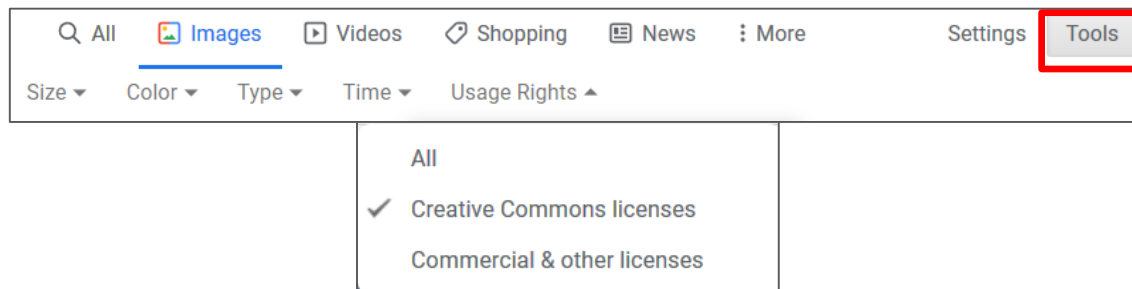 All Images Videos Shopping News More Settings Tools
Size Color Type Time Usage Rights
All
Creative Commons licenses
Commercial & other licenses